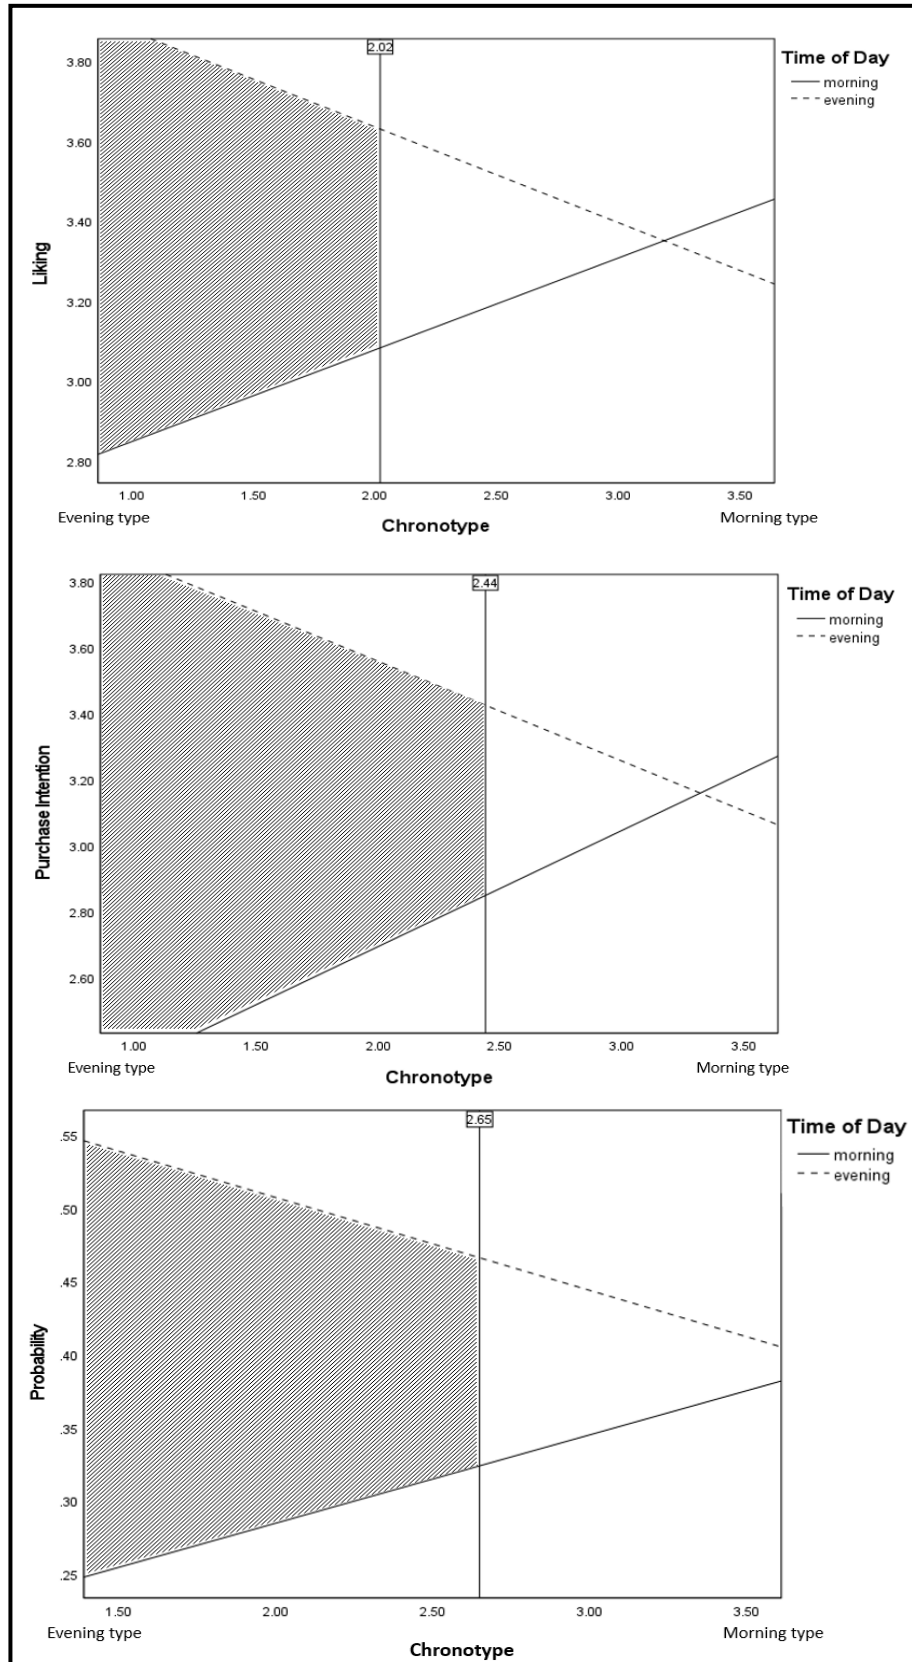 2.02
Time of Day
morning
evening
3.80
3.60
3.40
3.20
3.00
2.80
Liking
1.00 1.50 2.00 2.50 3.00 3.50
Evening type Chronotype Morning type
2.44
Time of Day
morning
evening
3.80
3.60
3.40
3.20
3.00
2.80
2.60
Purchase Intention
1.00 1.50 2.00 2.50 3.00 3.50
Evening type Chronotype Morning type
2.65
Time of Day
morning
evening
.55
.50
.45
.40
.35
.30
.25
Probability
1.50 2.00 2.50 3.00 3.50
Evening type Chronotype Morning type